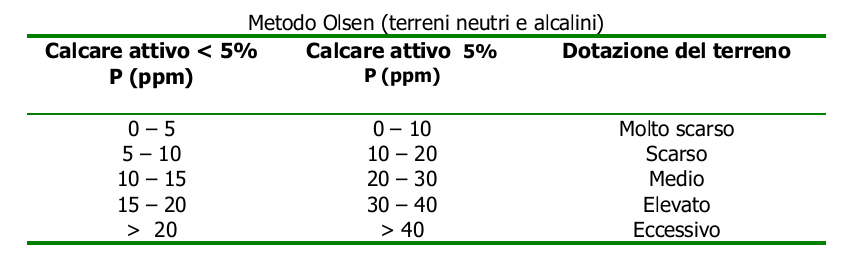 Metodo Olsen (terreni neutri e alcalini)
Calcare attivo < 5% Calcare attivo 5% Dotazione del terreno
P (ppm) P (ppm)
0 – 5 0 – 10 Molto scarso
5 – 10 10 – 20 Scarso
10 – 15 20 – 30 Medio
15 – 20 30 – 40 Elevato
> 20 > 40 Eccessivo